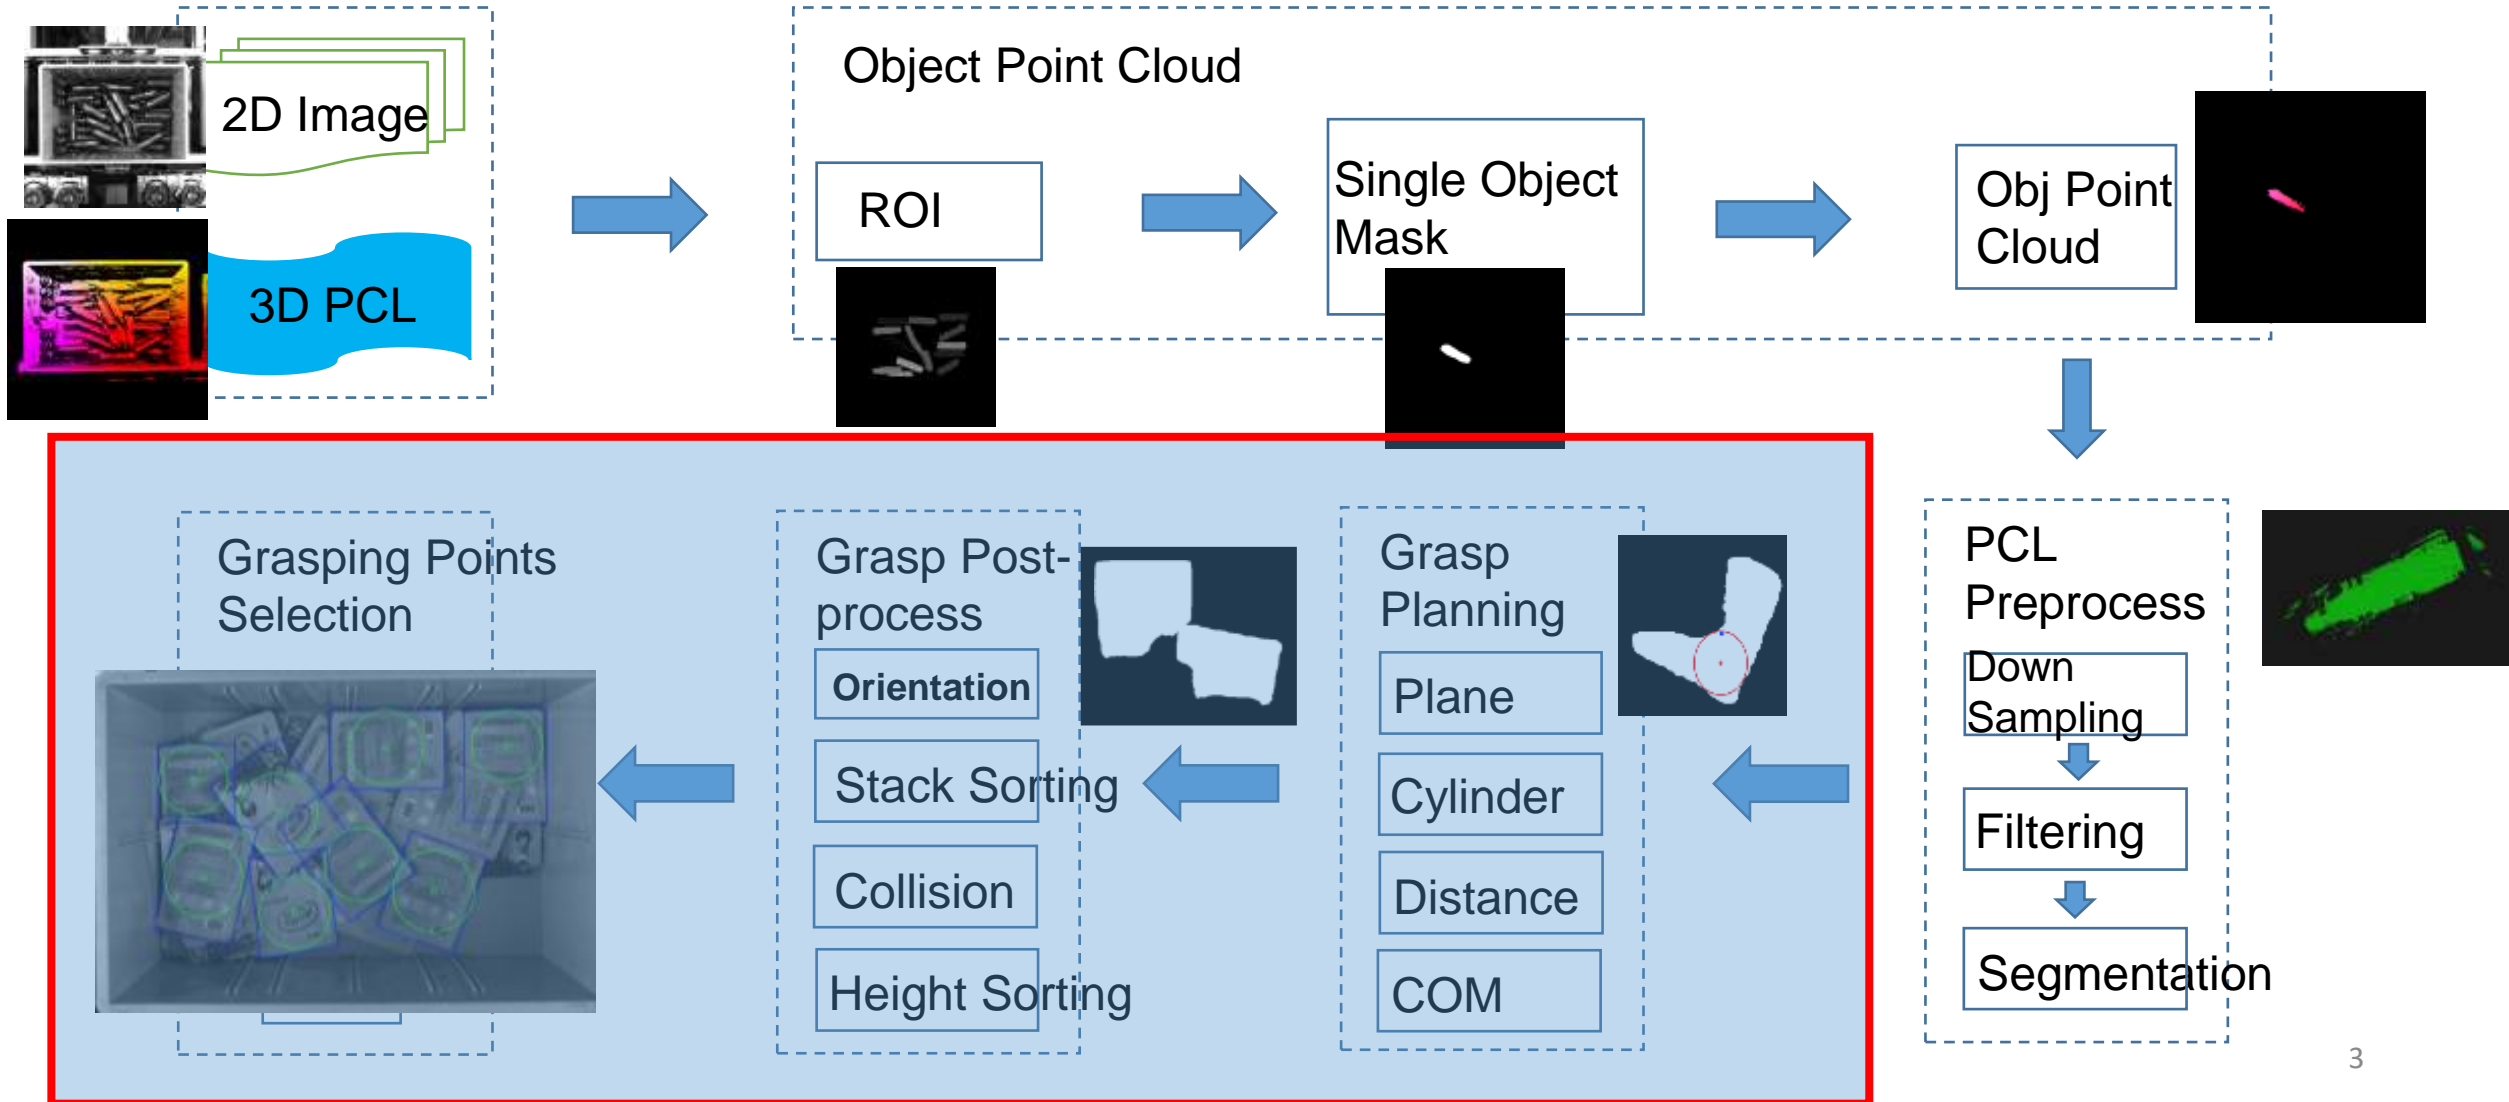 2D Image
3D PCL
Object Point Cloud
ROI
Single Object
Mask
Obj Point
Cloud
PCL
Preprocess
Down
Sampling
Filtering
Segmentation
Grasp
Planning
Plane
Cylinder
Distance
COM
Grasp Post-
process
Orientation
Stack Sorting
Collision
Height Sorting
Grasping Points
Selection
3